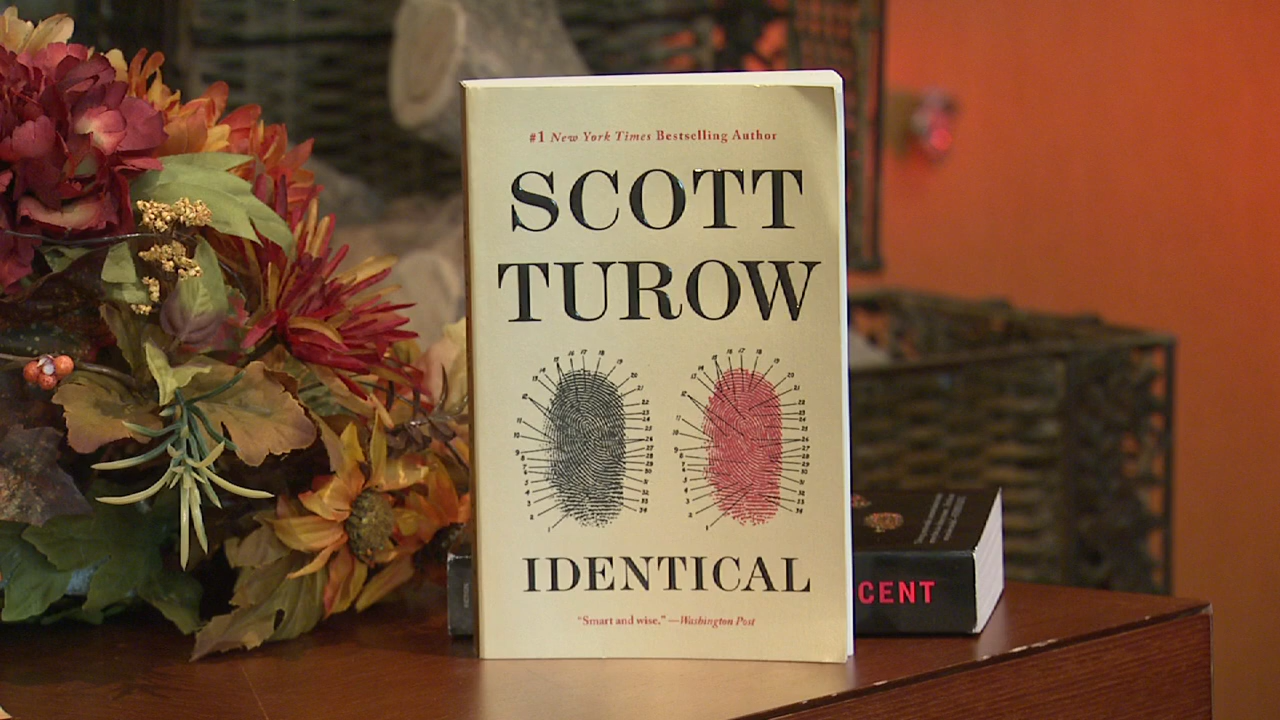 #1 New York Times Bestselling Author
SCOTT
TUROW
IDENTICAL
"Smart and wise." —Washington Post
CENT